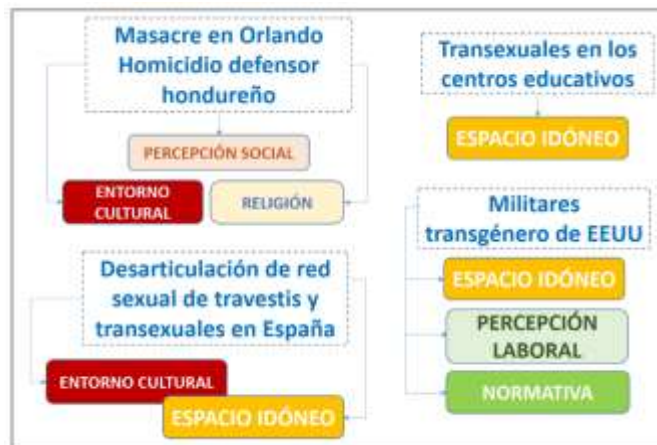 Masacre en Orlando
Homicidio defensor
hondureño
PERCEPCIÓN SOCIAL
ENTORNO
CULTURAL
RELIGIÓN
Desarticulación de red
sexual de travestis y
transexuales en España
ENTORNO CULTURAL
ESPACIO IDÓNEO
Transexuales en los
centros educativos
ESPACIO IDÓNEO
Militares
transgénero de EEUU
ESPACIO IDÓNEO
PERCEPCIÓN
LABORAL
NORMATIVA